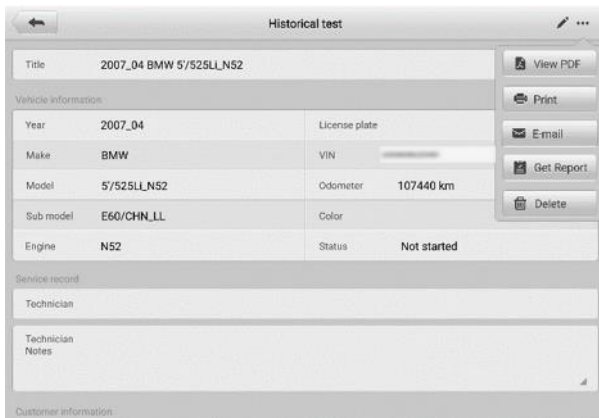 Historical test
Title 2007_04 BMW 5'/525Li_N52
View PDF
Print
E-mail
Get Report
Delete
Vehicle information
Year 2007_04 License plate
Make BMW VIN
Model 5'/525Li_N52 Odometer 107440 km
Sub model E60/CHN_LL Color
Engine N52 Status Not started
Service record
Technician
Technician
Notes
Customer information